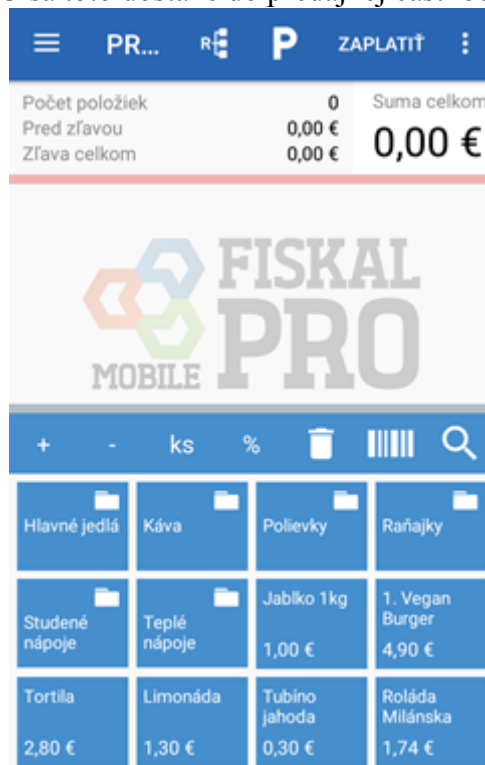 PR... R P ZAPLATIŤ
Počet položiek 0 Suma celkom
Pred zľavou 0,00 €
Zľava celkom 0,00 € 0,00 €
FISKAL
MOBILE PRO
+ - ks %
Hlavné jedlá Káva Polievky Raňajky
Studené nápoje Teplé nápoje Jablko 1kg 1,00 € 1. Vegan Burger 4,90 €
Tortila 2,80 € Limonáda 1,30 € Tubíno jahoda 0,30 € Roláda Milánska 1,74 €